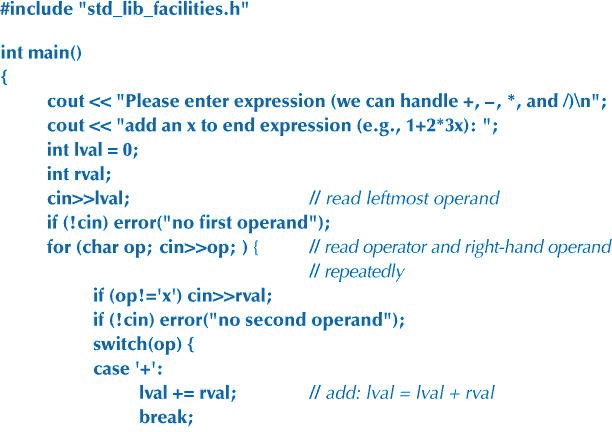 #include "std_lib_facilities.h"
int main()
{
cout << "Please enter expression (we can handle +, –, *, and /)\n";
cout << "add an x to end expression (e.g., 1+2*3x): ";
int lval = 0;
int rval;
cin>>lval; // read leftmost operand
if (!cin) error("no first operand");
for (char op; cin>>op; ) { // read operator and right-hand operand
// repeatedly
if (op!='x') cin>>rval;
if (!cin) error("no second operand");
switch(op) {
case '+':
lval += rval; // add: lval = lval + rval
break;